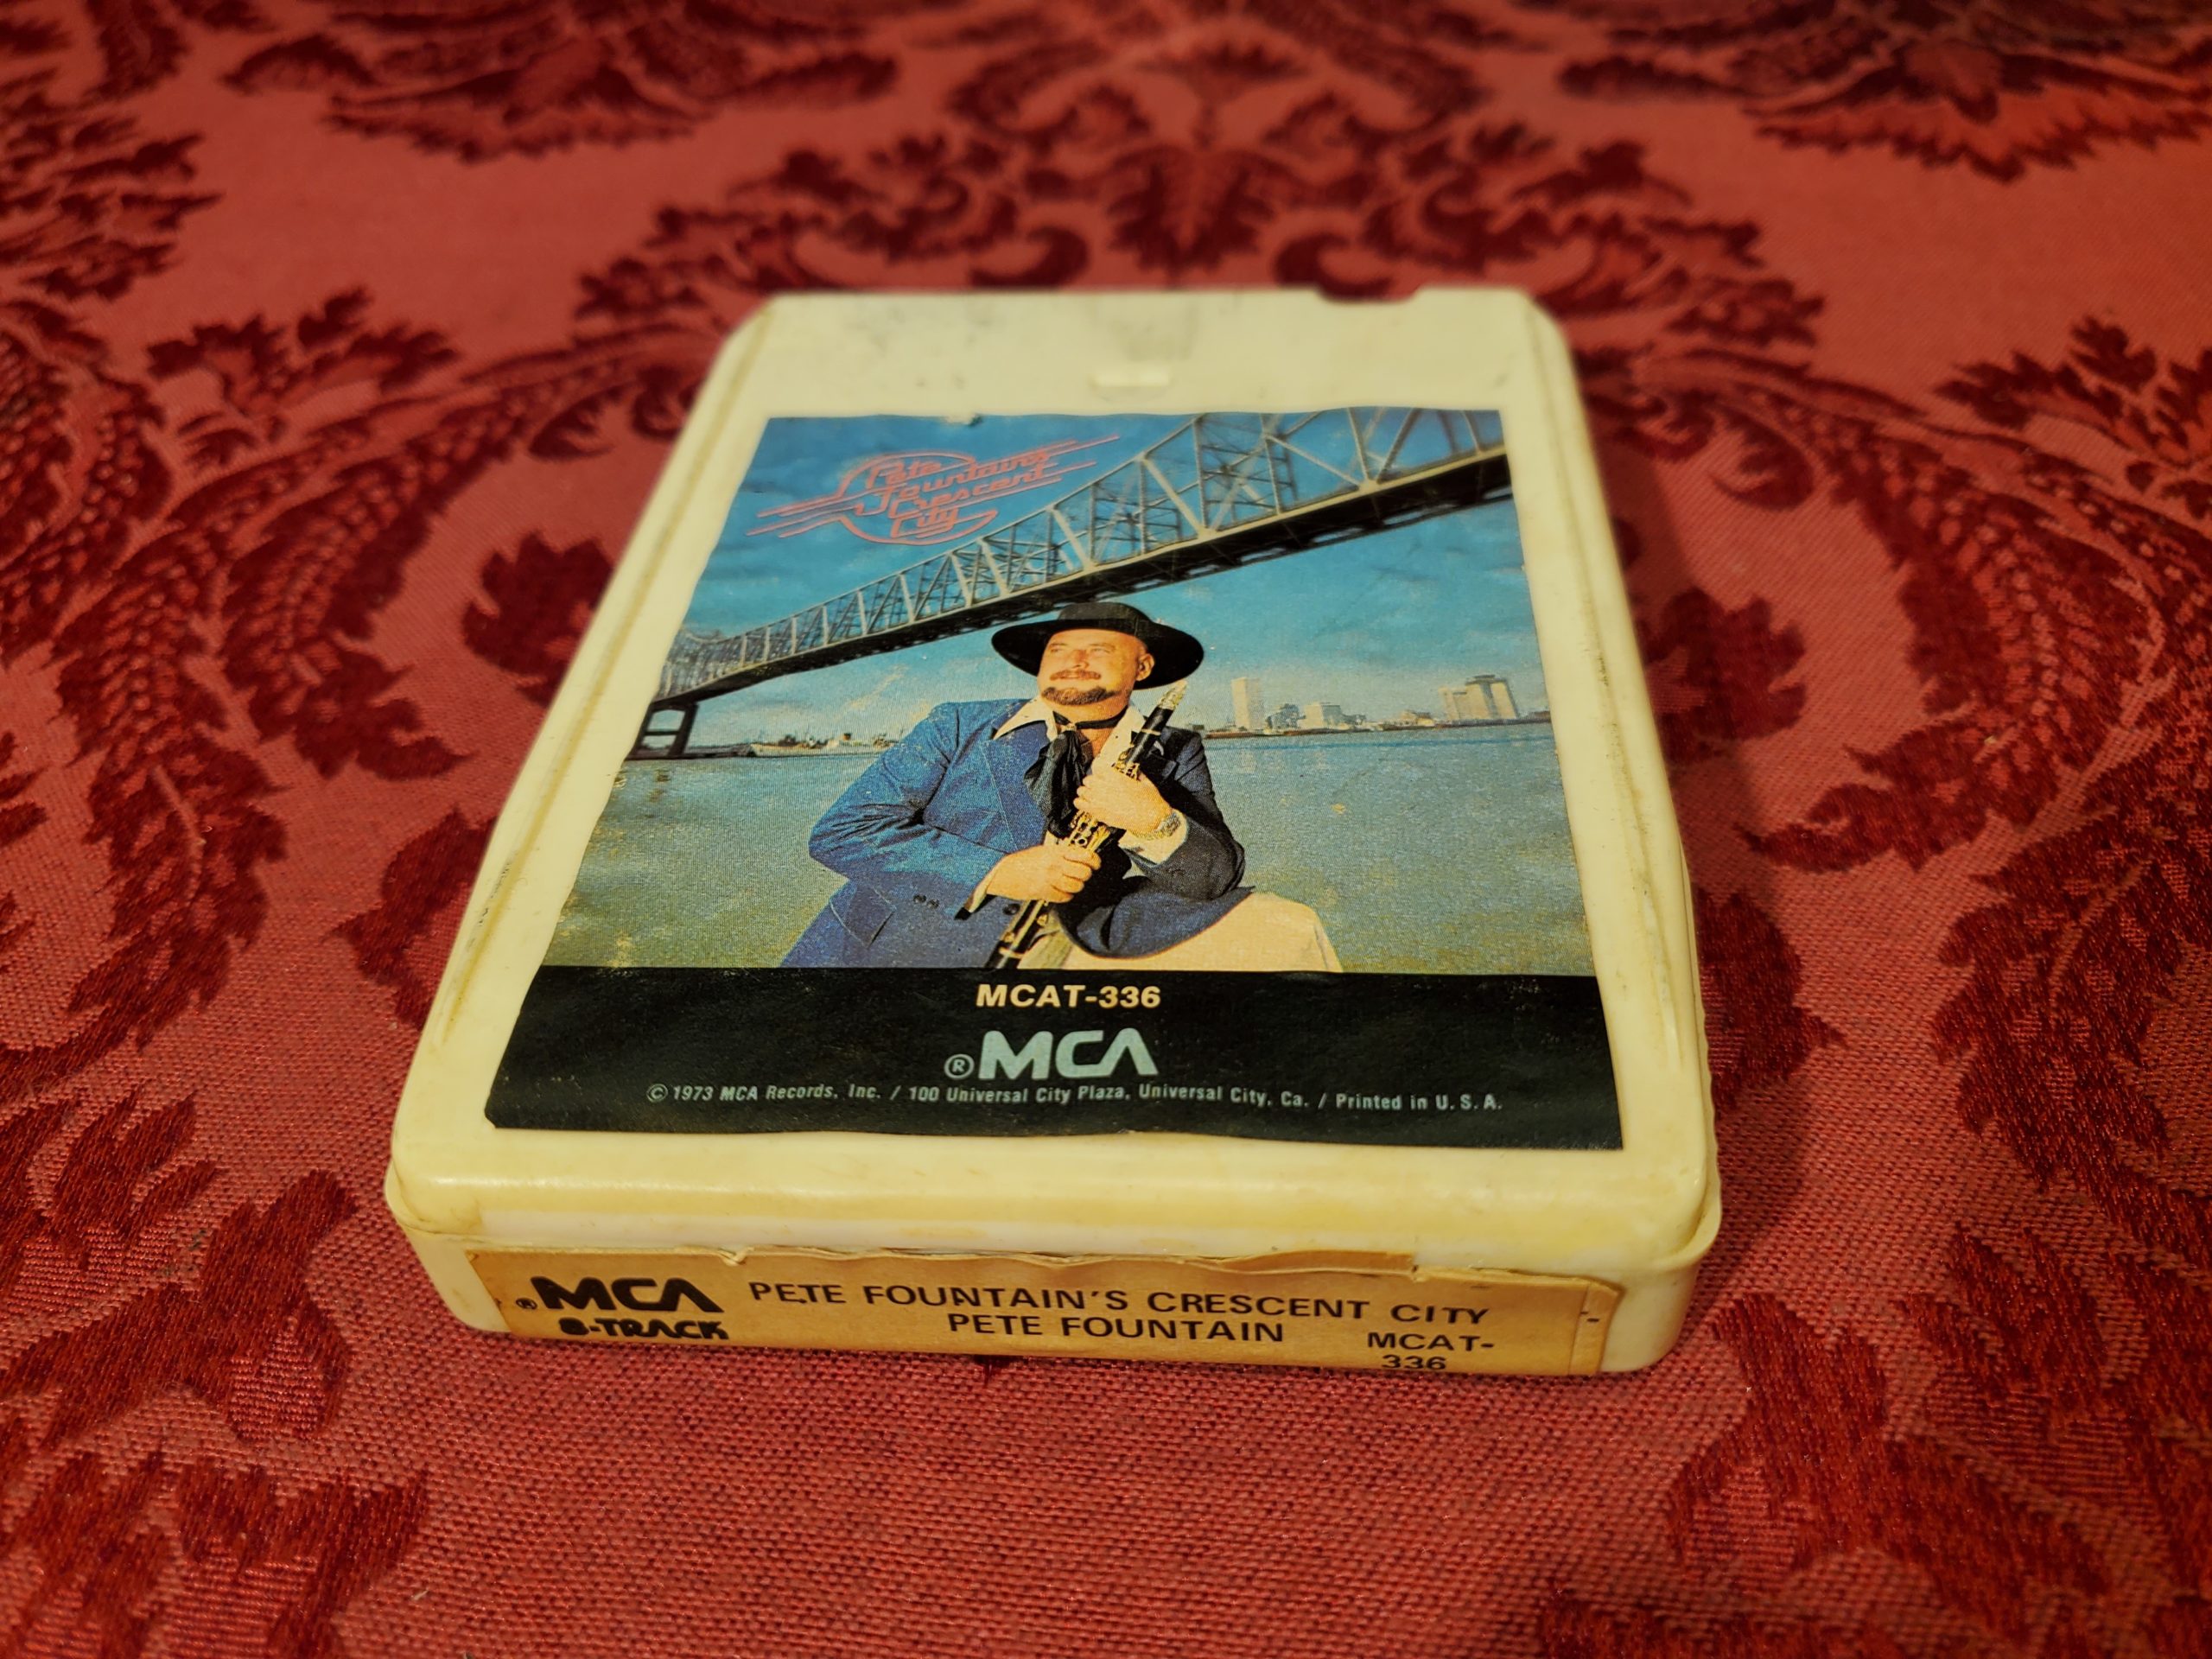 Pete
Fountain's
Crescent
City
MCAT-336
® MCA
© 1973 MCA Records, Inc. / 100 Universal City Plaza, Universal City, Ca. / Printed in U. S. A.
® MCA PETE FOUNTAIN'S CRESCENT CITY
8-TRACK PETE FOUNTAIN MCAT-
336